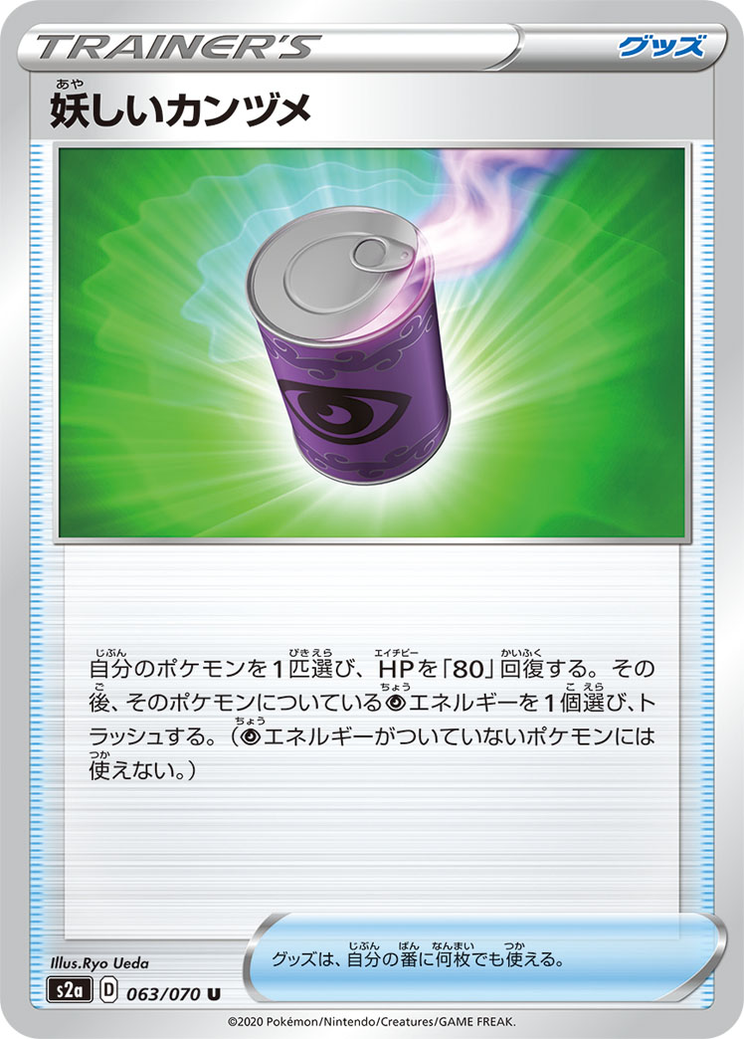 TRAINER'S グッズ
あや
妖しいカンヅメ
じぶん ぴきえら エイチピー かいふく
自分のポケモンを1匹選び、HPを「80」回復する。その
ご ちょう こ えら
後、そのポケモンについている超エネルギーを1個選び、ト
ちょう
ラッシュする。（超エネルギーがついていないポケモンには
つか
使えない。）
じぶん ばん なんまい つか
グッズは、自分の番に何枚でも使える。
Illus.Ryo Ueda
s2a D 063/070 U
©2020 Pokémon/Nintendo/Creatures/GAME FREAK.